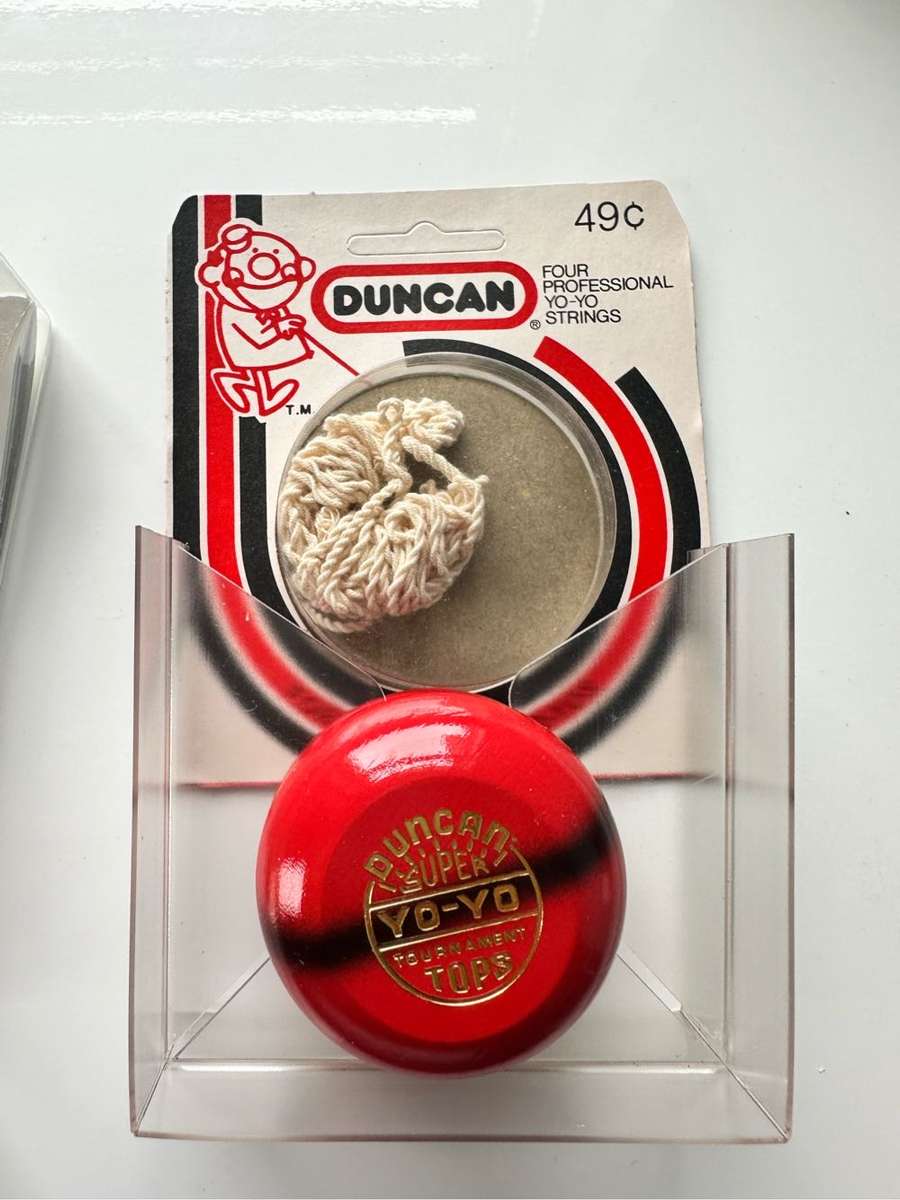 49¢
DUNCAN®
FOUR
PROFESSIONAL
YO-YO
STRINGS
T.M.
DUNCAN
SUPER
YO-YO
TOURNAMENT
TOPS